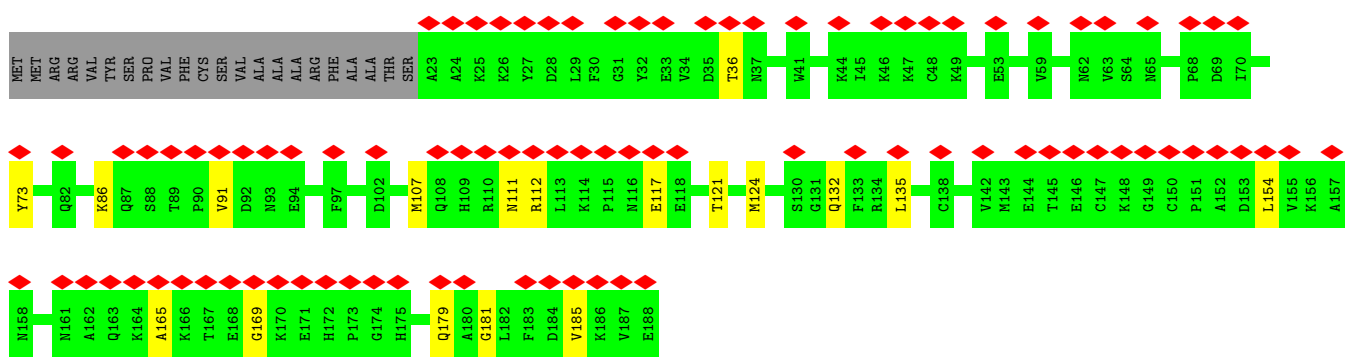 MET MET ARG ARG VAL TYR SER PRO VAL PHE CYS SER VAL ALA ALA ALA ARG PHE ALA ALA THR SER A23 A24 K25 K26 Y27 D28 L29 F30 G31 Y32 E33 V34 D35 T36 N37 W41 K44 I45 K46 K47 C48 K49 E53 V59 N62 V63 S64 N65 P68 D69 I70
Y73 Q82 K86 Q87 S88 T89 P90 V91 D92 N93 E94 F97 D102 M107 Q108 H109 R110 N111 R112 L113 K114 P115 N116 E117 E118 T121 M124 S130 G131 Q132 F133 R134 L135 C138 V142 M143 E144 T145 E146 C147 K148 G149 C150 P151 A152 D153 L154 V155 K156 A157
N158 N161 A162 Q163 K164 A165 K166 T167 E168 G169 K170 E171 H172 P173 G174 H175 Q179 A180 G181 L182 F183 D184 V185 K186 V187 E188